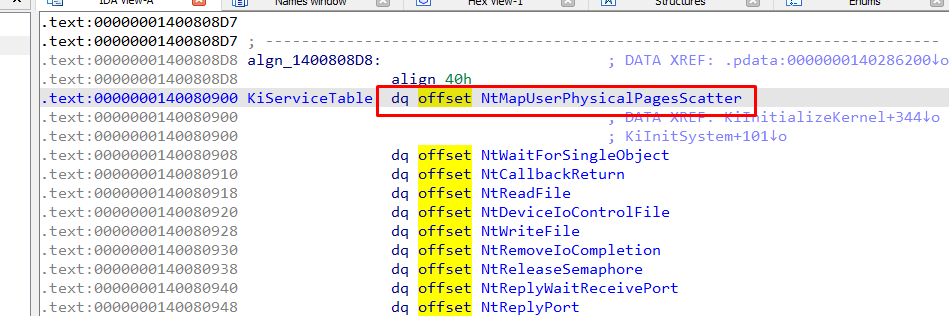 IDA View-A Names window Hex View-1 Structures Enums
.text:00000001400808D7
.text:00000001400808D7 ; ---------------------------------------------------------------------------
.text:00000001400808D8 algn_1400808D8: ; DATA XREF: .pdata:0000000140286200↓o
.text:00000001400808D8 align 40h
.text:0000000140080900 KiServiceTable dq offset NtMapUserPhysicalPagesScatter
.text:0000000140080900 ; DATA XREF: KiInitializeKernel+344↓o
.text:0000000140080900 ; KiInitSystem+101↓o
.text:0000000140080908 dq offset NtWaitForSingleObject
.text:0000000140080910 dq offset NtCallbackReturn
.text:0000000140080918 dq offset NtReadFile
.text:0000000140080920 dq offset NtDeviceIoControlFile
.text:0000000140080928 dq offset NtWriteFile
.text:0000000140080930 dq offset NtRemoveIoCompletion
.text:0000000140080938 dq offset NtReleaseSemaphore
.text:0000000140080940 dq offset NtReplyWaitReceivePort
.text:0000000140080948 dq offset NtReplyPort